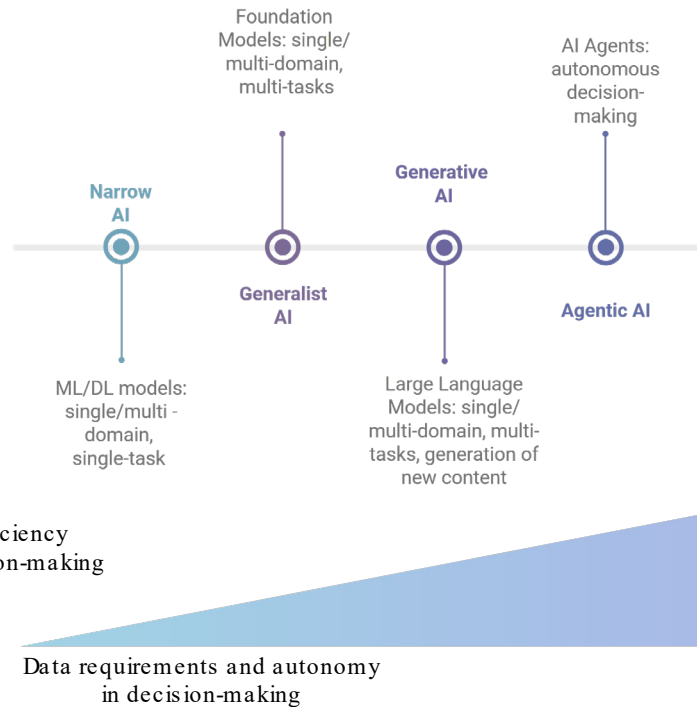 Foundation
Models: single/
multi-domain,
multi-tasks
AI Agents:
autonomous
decision-
making
Narrow
AI
Generative
AI
Generalist
AI
Agentic AI
ML/DL models:
single/multi -
domain,
single-task
Large Language
Models: single/
multi-domain, multi-
tasks, generation of
new content
ciency
on-making
Data requirements and autonomy
in decision-making